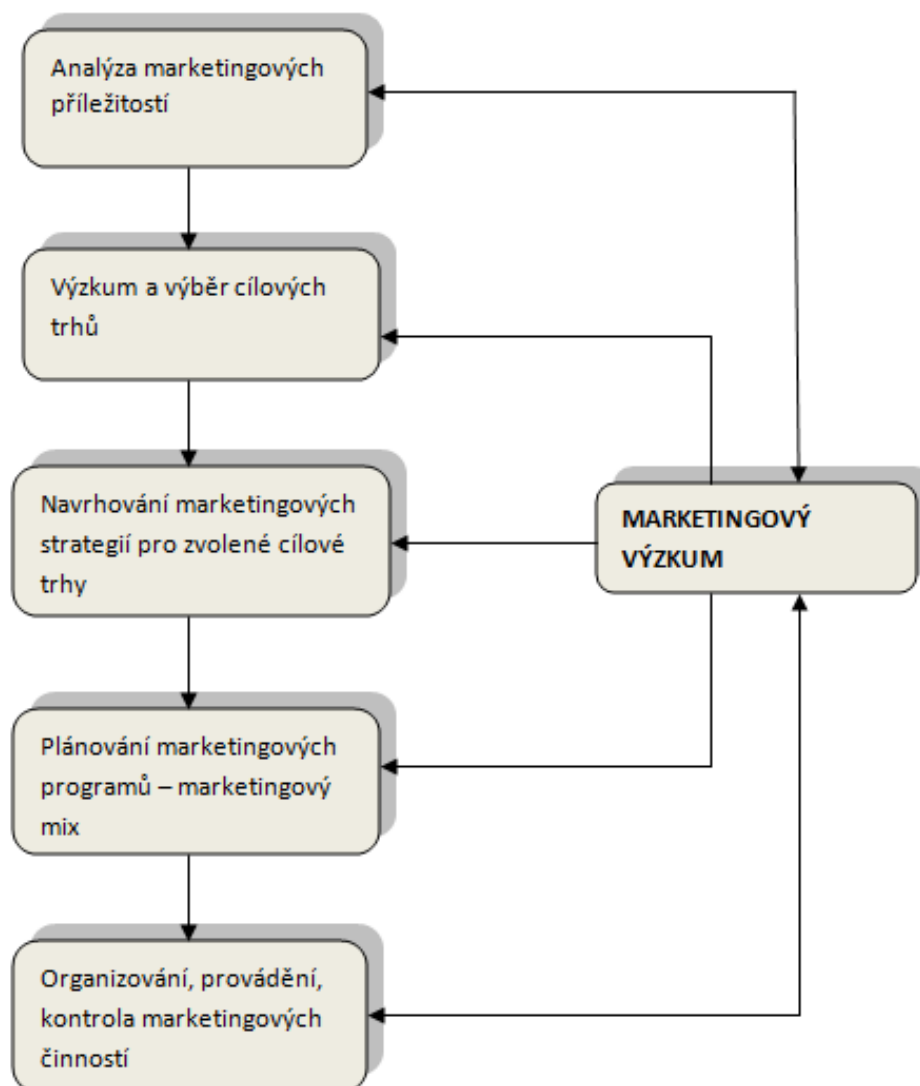 Analýza marketingových
příležitostí
Výzkum a výběr cílových
trhů
Navrhování marketingových
strategií pro zvolené cílové
trhy
MARKETINGOVÝ
VÝZKUM
Plánování marketingových
programů – marketingový
mix
Organizování, provádění,
kontrola marketingových
činností